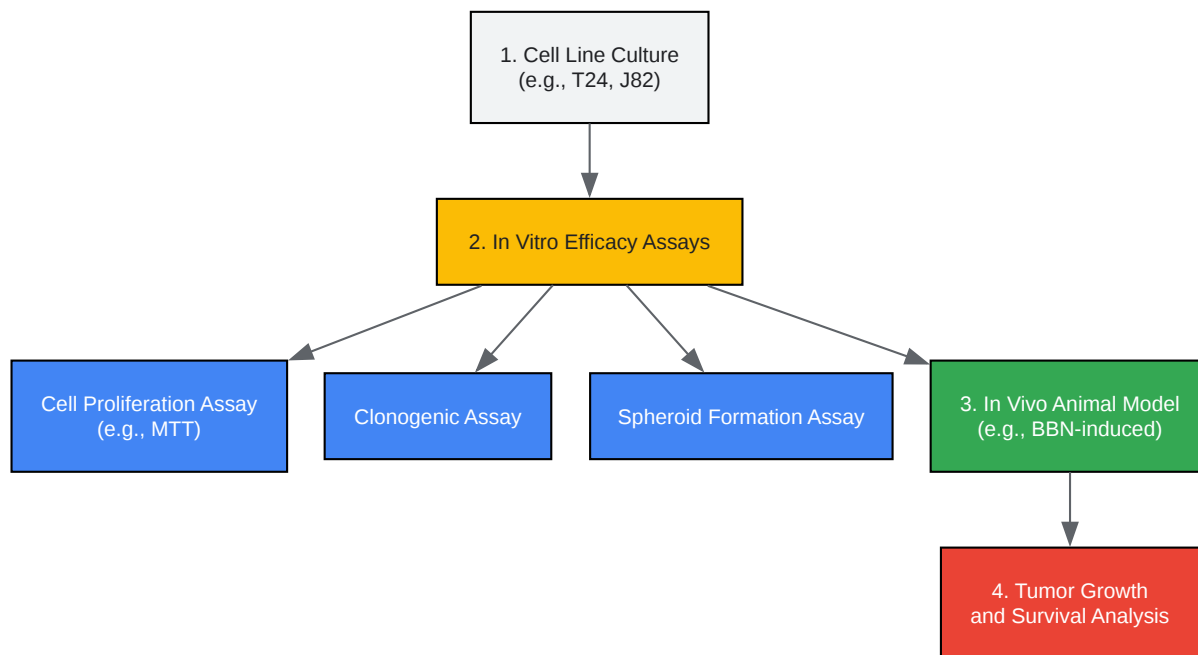 1. Cell Line Culture
(e.g., T24, J82)
2. In Vitro Efficacy Assays
Cell Proliferation Assay
(e.g., MTT)
Clonogenic Assay
Spheroid Formation Assay
3. In Vivo Animal Model
(e.g., BBN-induced)
4. Tumor Growth
and Survival Analysis